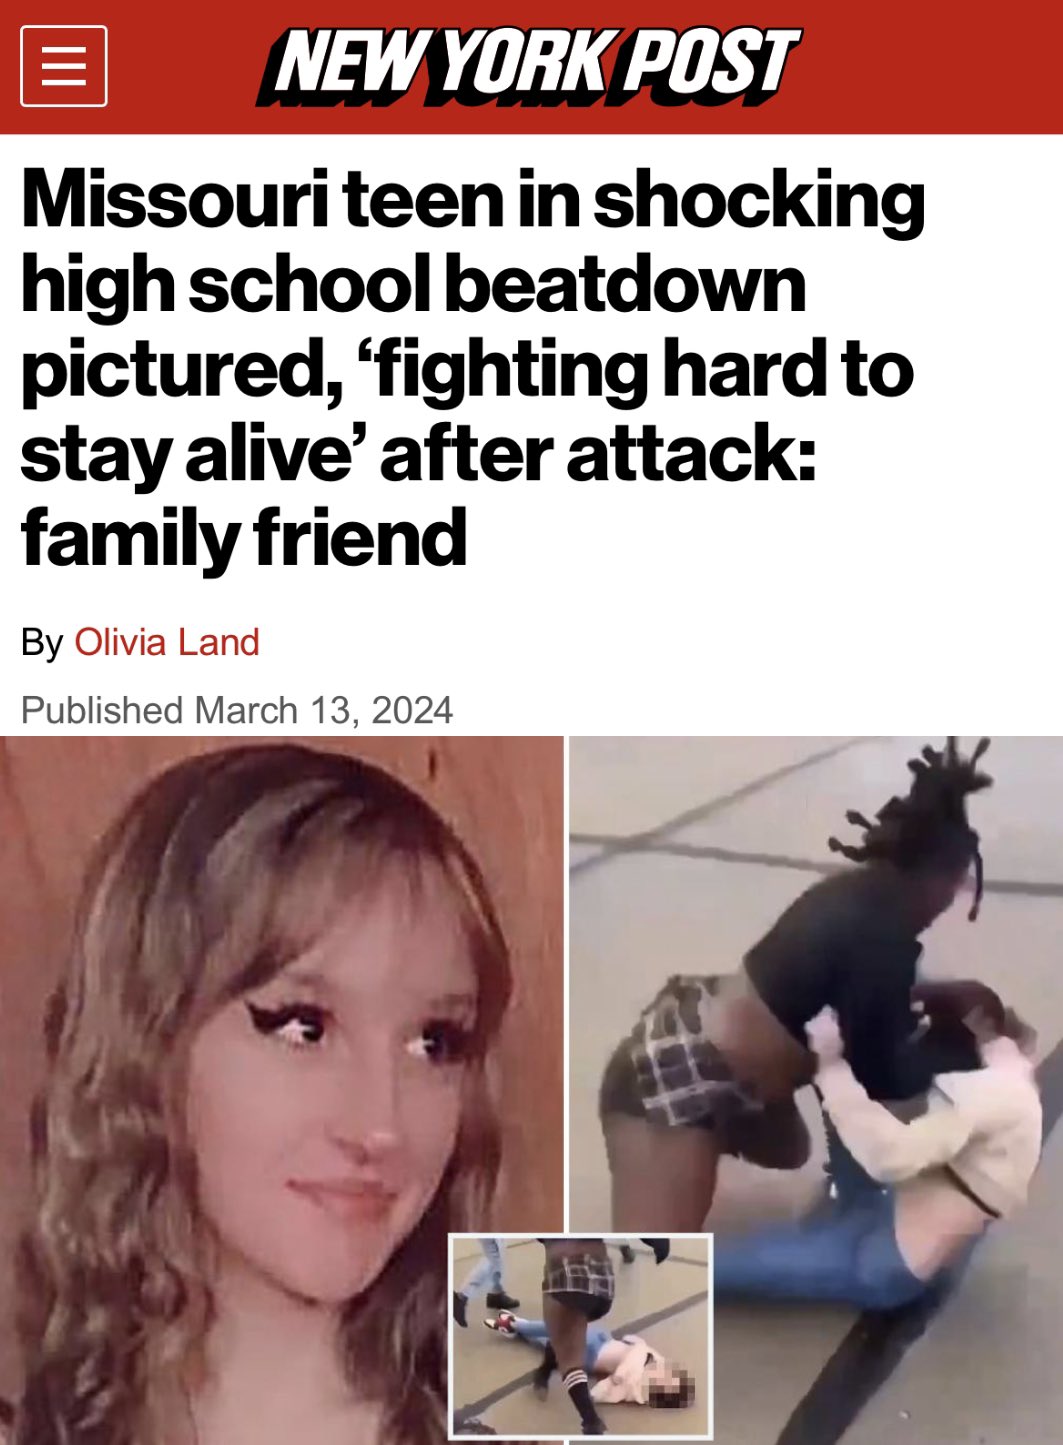 NEW YORK POST
Missouri teen in shocking
high school beatdown
pictured, ‘fighting hard to
stay alive’ after attack:
family friend
By Olivia Land
Published March 13, 2024